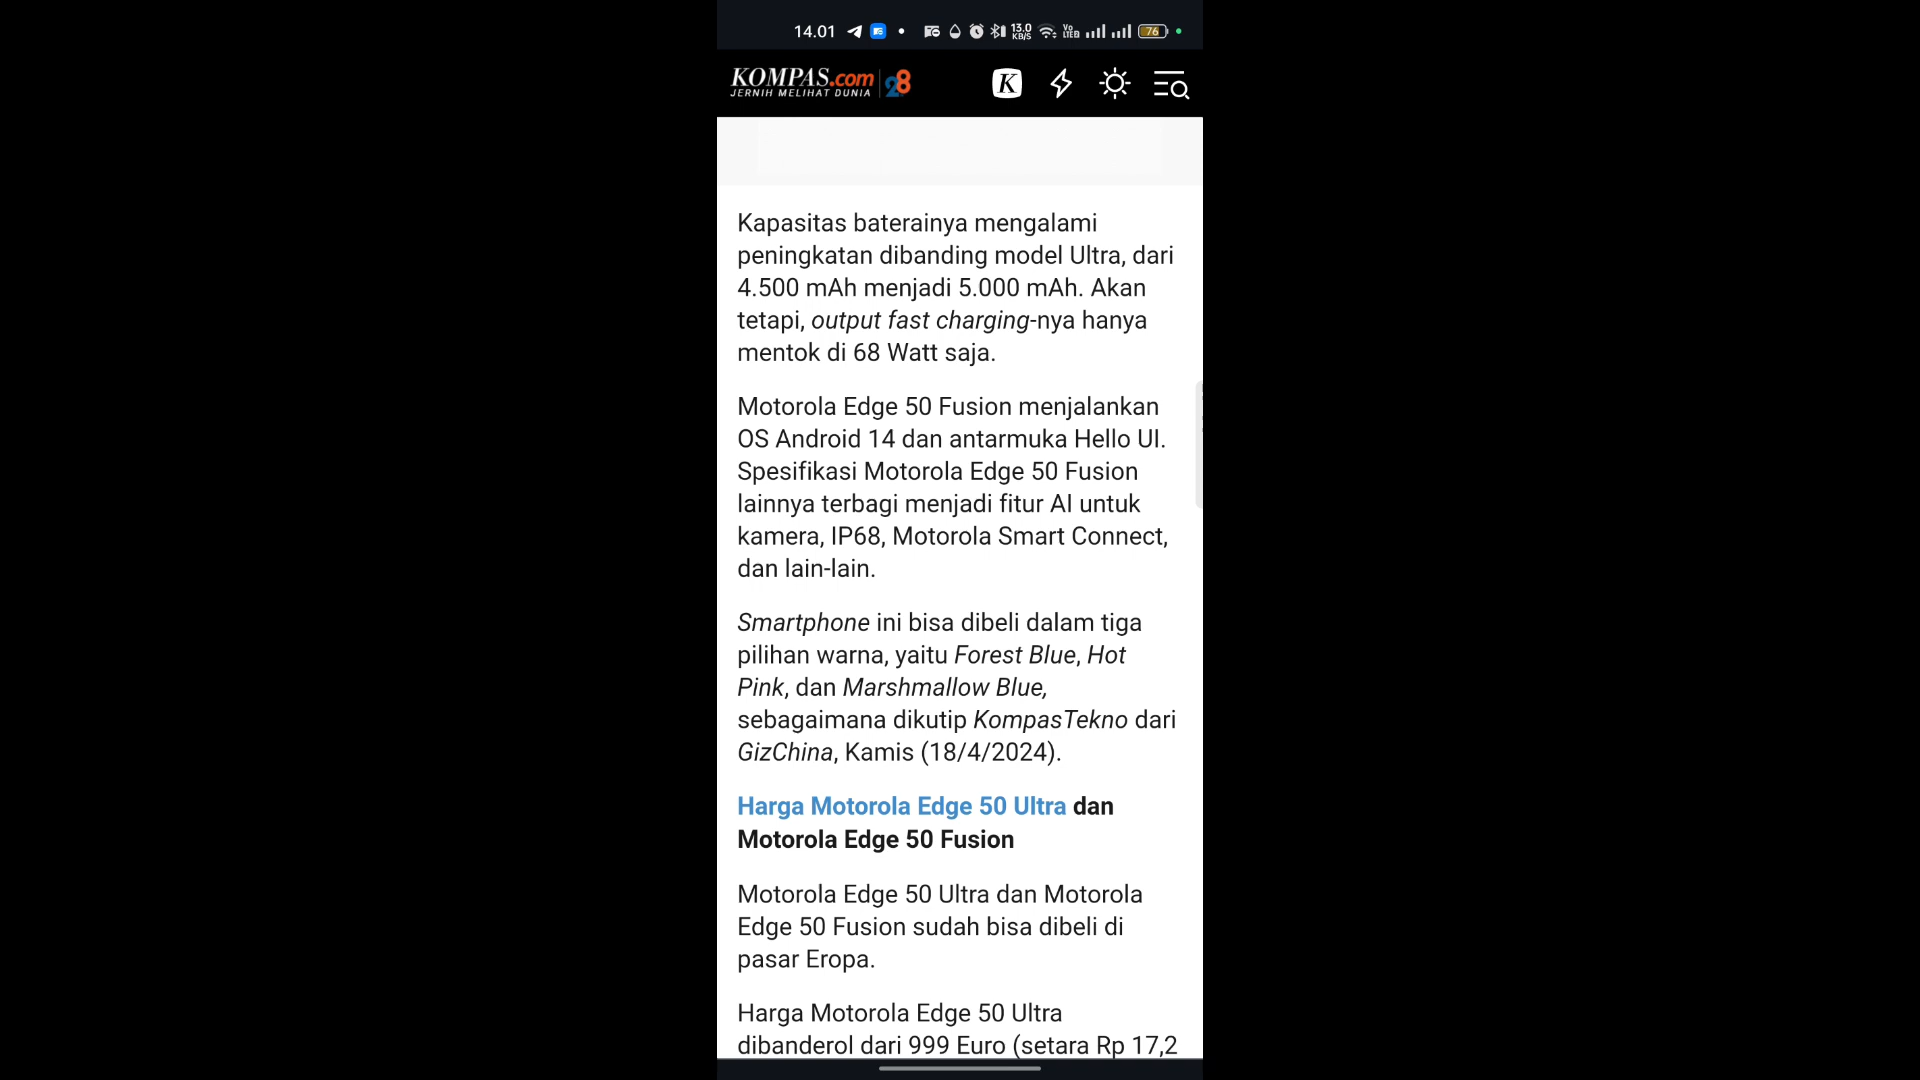 14.01 13.0 KB/S Vo LTE2 76
KOMPAS.com 28
JERNIH MELIHAT DUNIA
K
Kapasitas baterainya mengalami
peningkatan dibanding model Ultra, dari
4.500 mAh menjadi 5.000 mAh. Akan
tetapi, output fast charging-nya hanya
mentok di 68 Watt saja.
Motorola Edge 50 Fusion menjalankan
OS Android 14 dan antarmuka Hello UI.
Spesifikasi Motorola Edge 50 Fusion
lainnya terbagi menjadi fitur AI untuk
kamera, IP68, Motorola Smart Connect,
dan lain-lain.
Smartphone ini bisa dibeli dalam tiga
pilihan warna, yaitu Forest Blue, Hot
Pink, dan Marshmallow Blue,
sebagaimana dikutip KompasTekno dari
GizChina, Kamis (18/4/2024).
Harga Motorola Edge 50 Ultra dan
Motorola Edge 50 Fusion
Motorola Edge 50 Ultra dan Motorola
Edge 50 Fusion sudah bisa dibeli di
pasar Eropa.
Harga Motorola Edge 50 Ultra
dibanderol dari 999 Euro (setara Rp 17,2